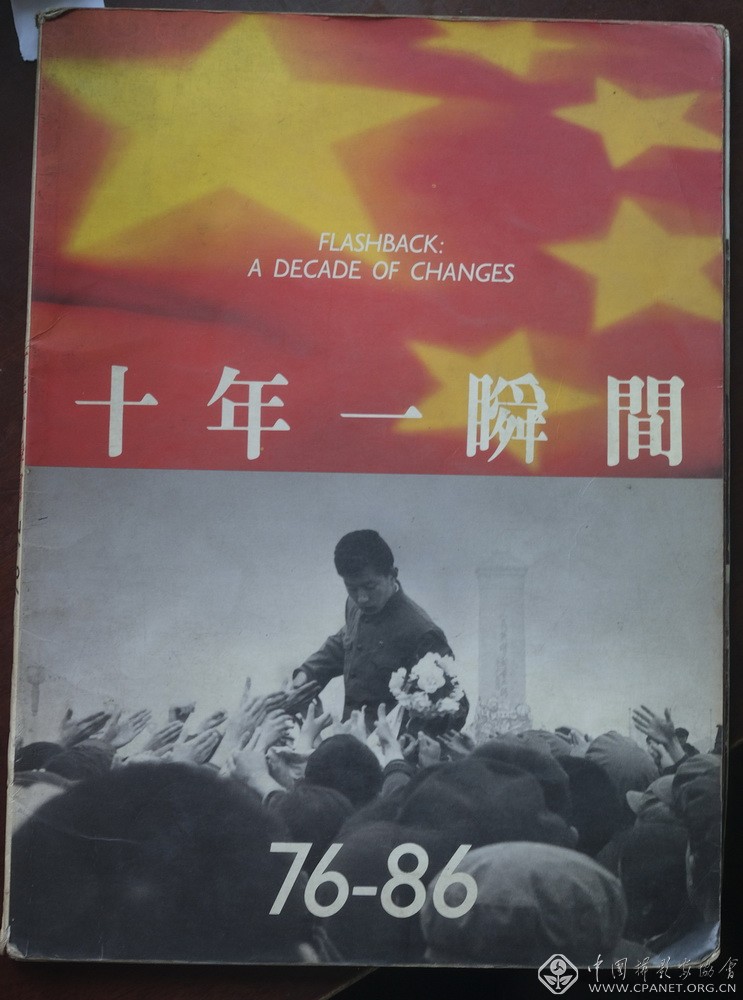 FLASHBACK:
A DECADE OF CHANGES
十年一瞬間
76-86
中国摄影家协会
WWW.CPANET.ORG.CN